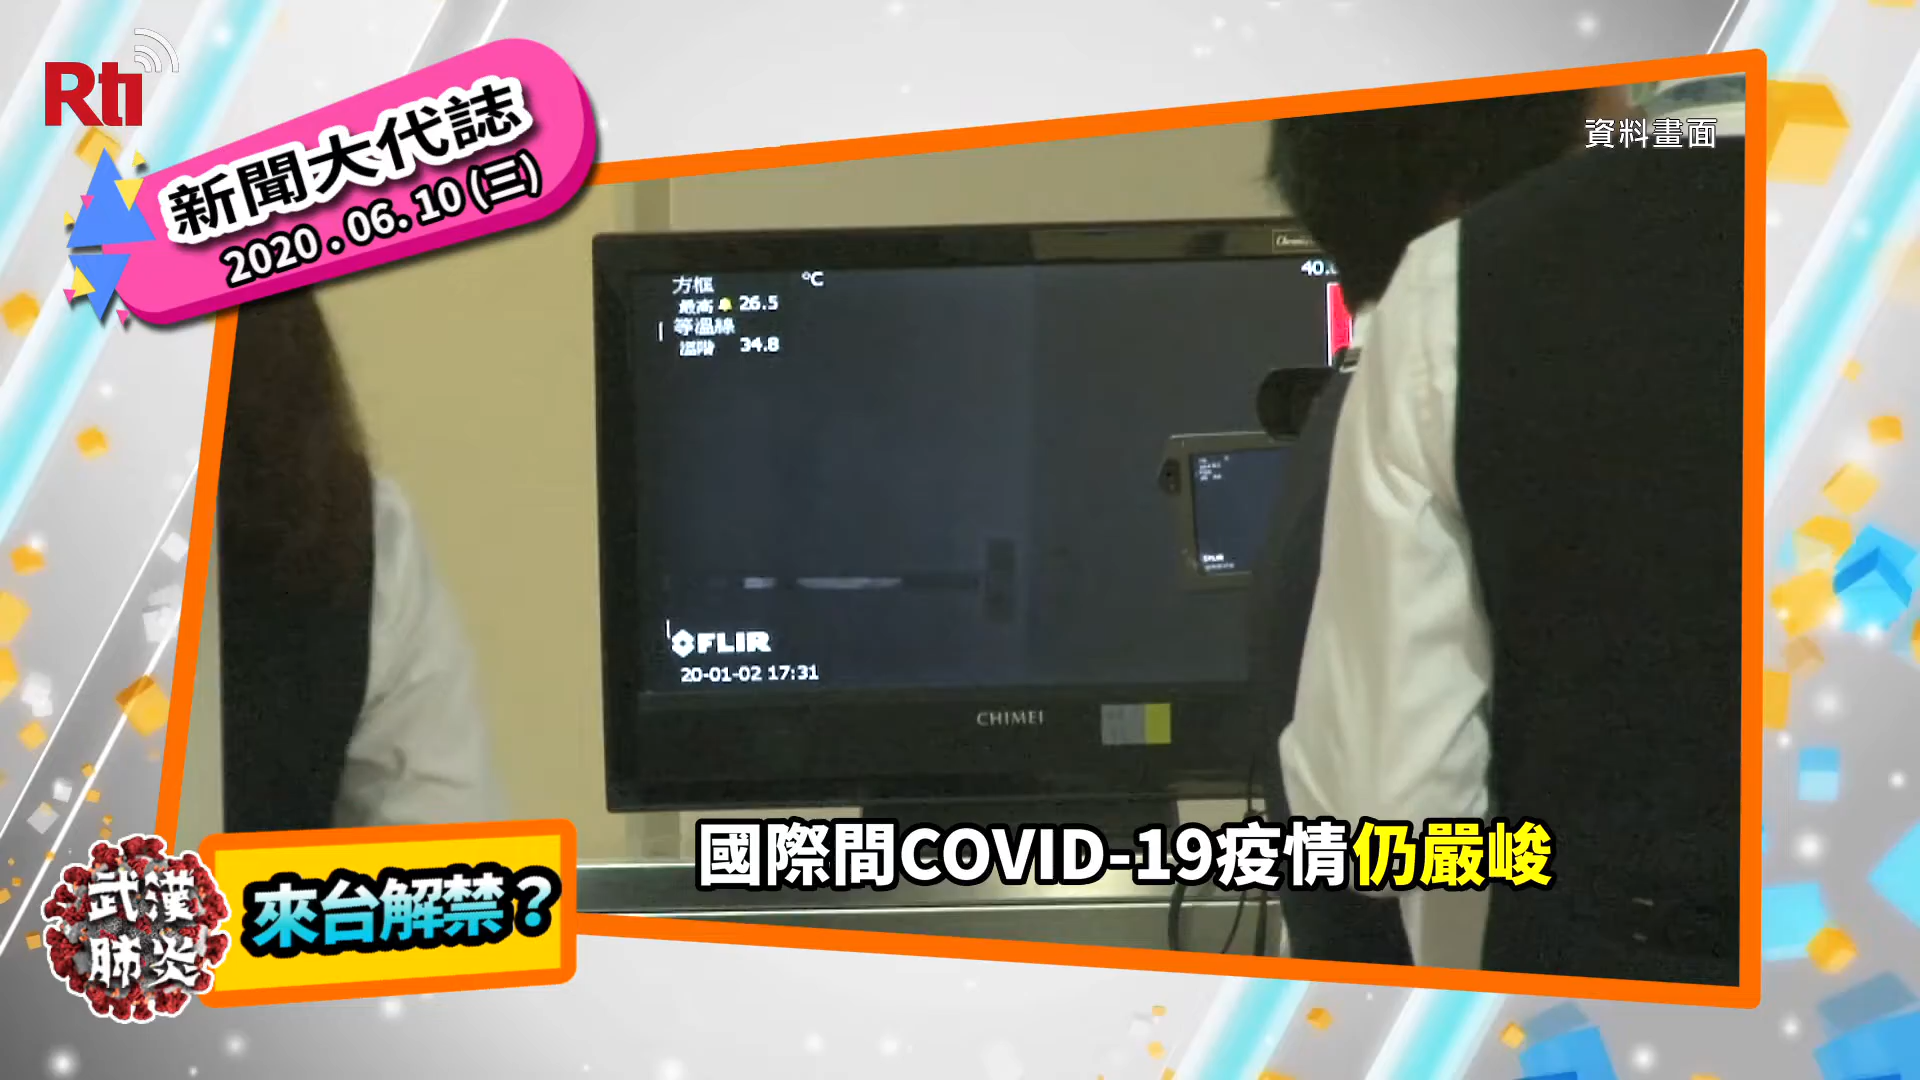 Rti
新聞大代誌
2020.06.10(三)
資料畫面
方框 ℃
最高 26.5
等溫線
溫階 34.8
40.
FLIR
20-01-02 17:31
CHIMEI
國際間COVID-19疫情仍嚴峻
武漢
肺炎
來台解禁？